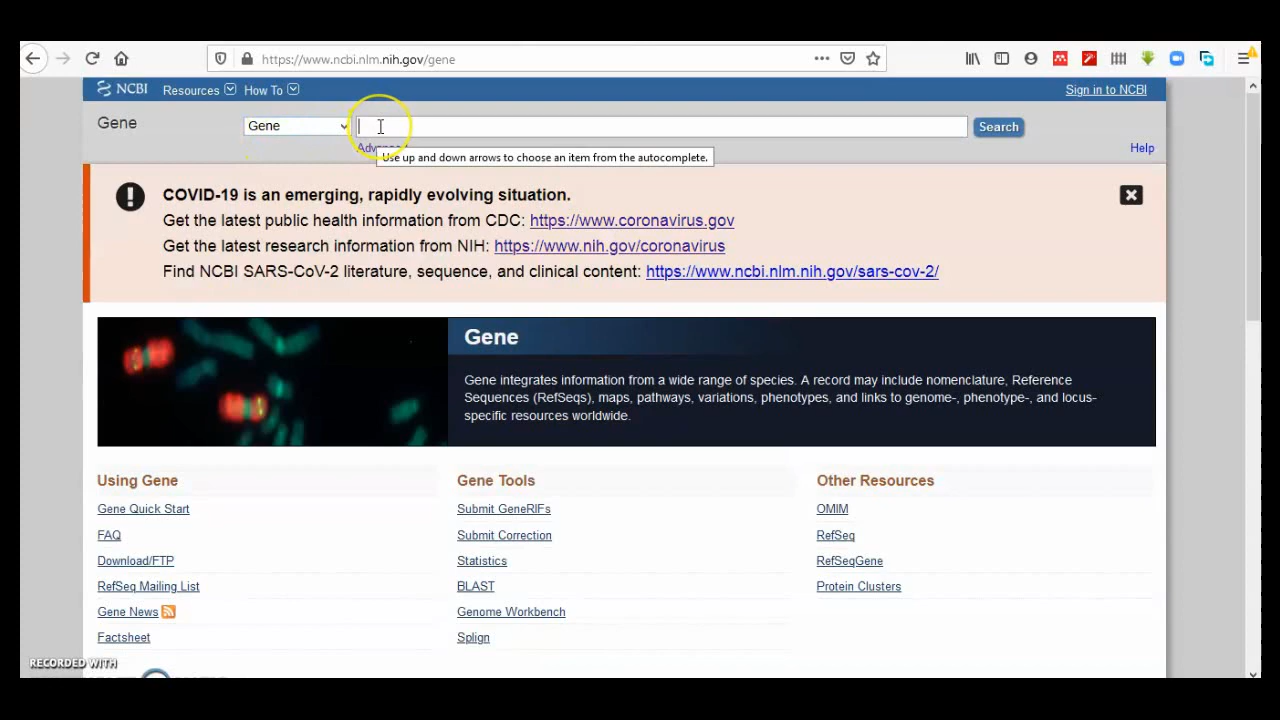 https://www.ncbi.nlm.nih.gov/gene
NCBI Resources How To Sign in to NCBI
Gene Gene Search
Help
Use up and down arrows to choose an item from the autocomplete.
COVID-19 is an emerging, rapidly evolving situation.
Get the latest public health information from CDC: https://www.coronavirus.gov
Get the latest research information from NIH: https://www.nih.gov/coronavirus
Find NCBI SARS-CoV-2 literature, sequence, and clinical content: https://www.ncbi.nlm.nih.gov/sars-cov-2/
Gene
Gene integrates information from a wide range of species. A record may include nomenclature, Reference
Sequences (RefSeqs), maps, pathways, variations, phenotypes, and links to genome-, phenotype-, and locus-
specific resources worldwide.
Using Gene
Gene Quick Start
FAQ
Download/FTP
RefSeq Mailing List
Gene News
Factsheet
Gene Tools
Submit GeneRIFs
Submit Correction
Statistics
BLAST
Genome Workbench
Splign
Other Resources
OMIM
RefSeq
RefSeqGene
Protein Clusters
RECORDED WITH